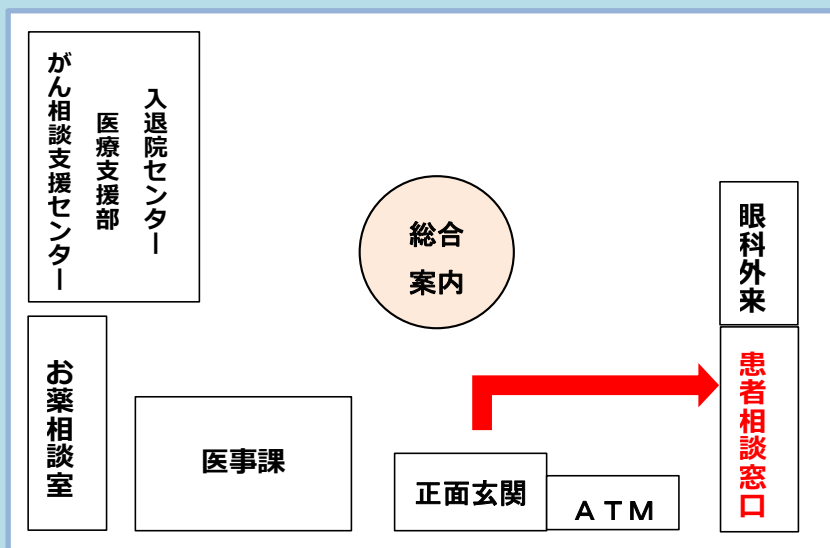 入退院センター
医療支援部
がん相談支援センター
総合
案内
眼科外来
お薬相談室
医事課
正面玄関
ＡＴＭ
患者相談窓口